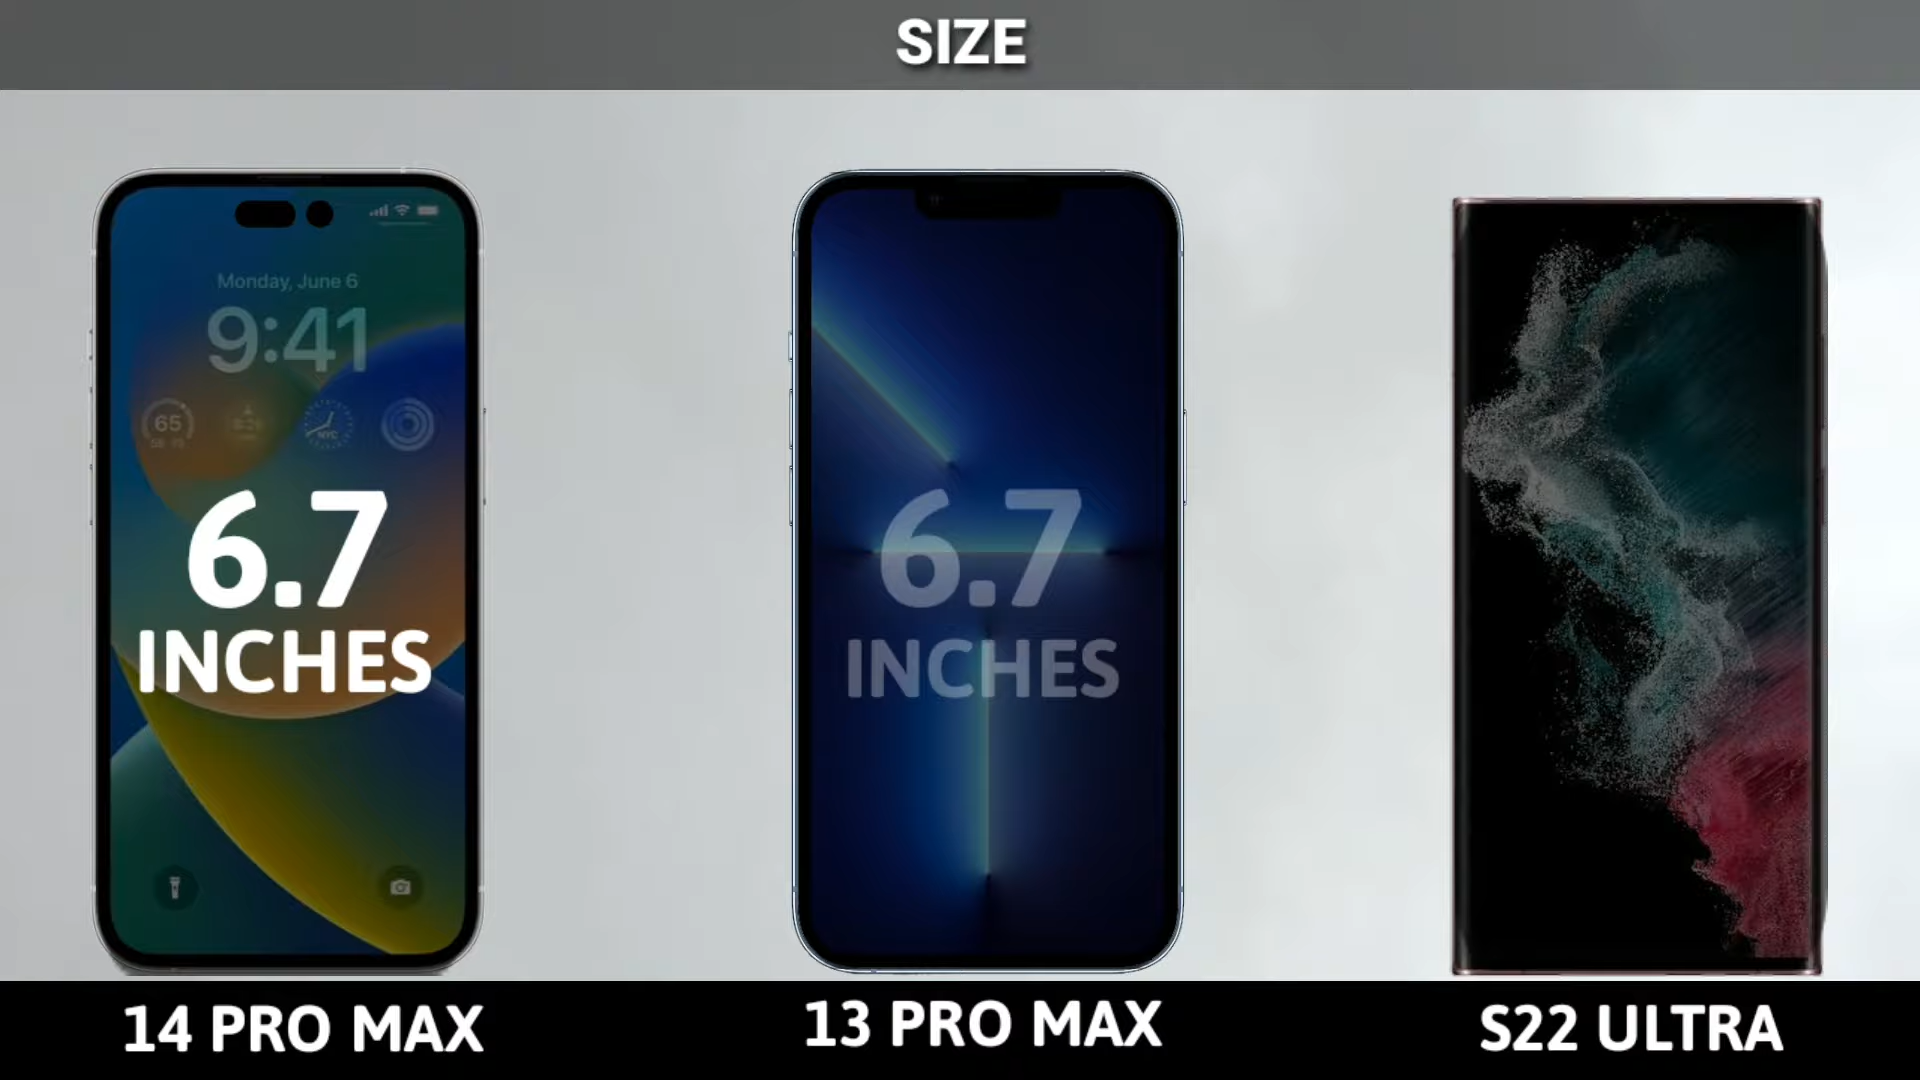 SIZE
Monday, June 6
9:41
65
NYC
6.7
INCHES
6.7
INCHES
14 PRO MAX
13 PRO MAX
S22 ULTRA